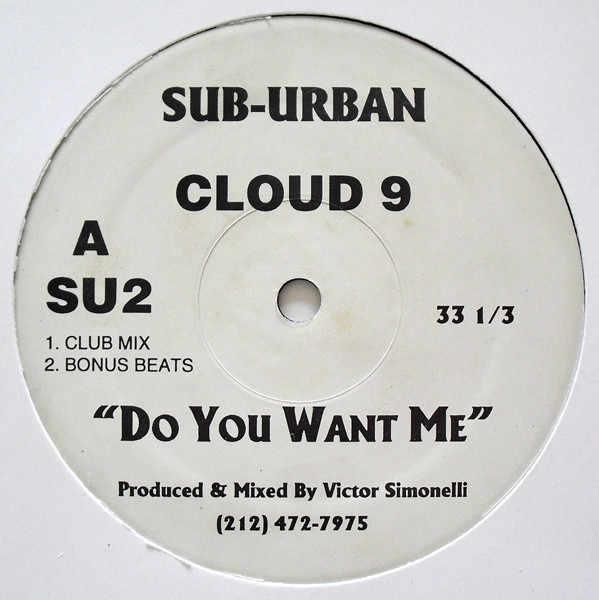 SUB-URBAN
CLOUD 9
A
SU2
33 1/3
1. CLUB MIX
2. BONUS BEATS
“DO YOU WANT ME”
Produced & Mixed By Victor Simonelli
(212) 472-7975